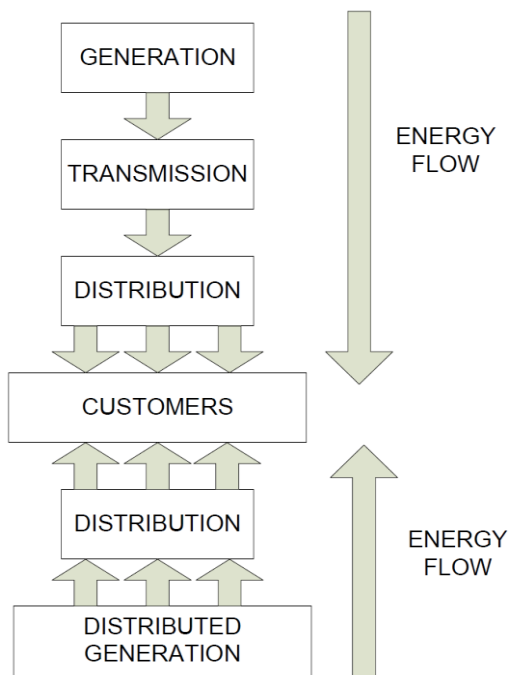 GENERATION
ENERGY
FLOW
TRANSMISSION
DISTRIBUTION
CUSTOMERS
DISTRIBUTION
ENERGY
FLOW
DISTRIBUTED
GENERATION